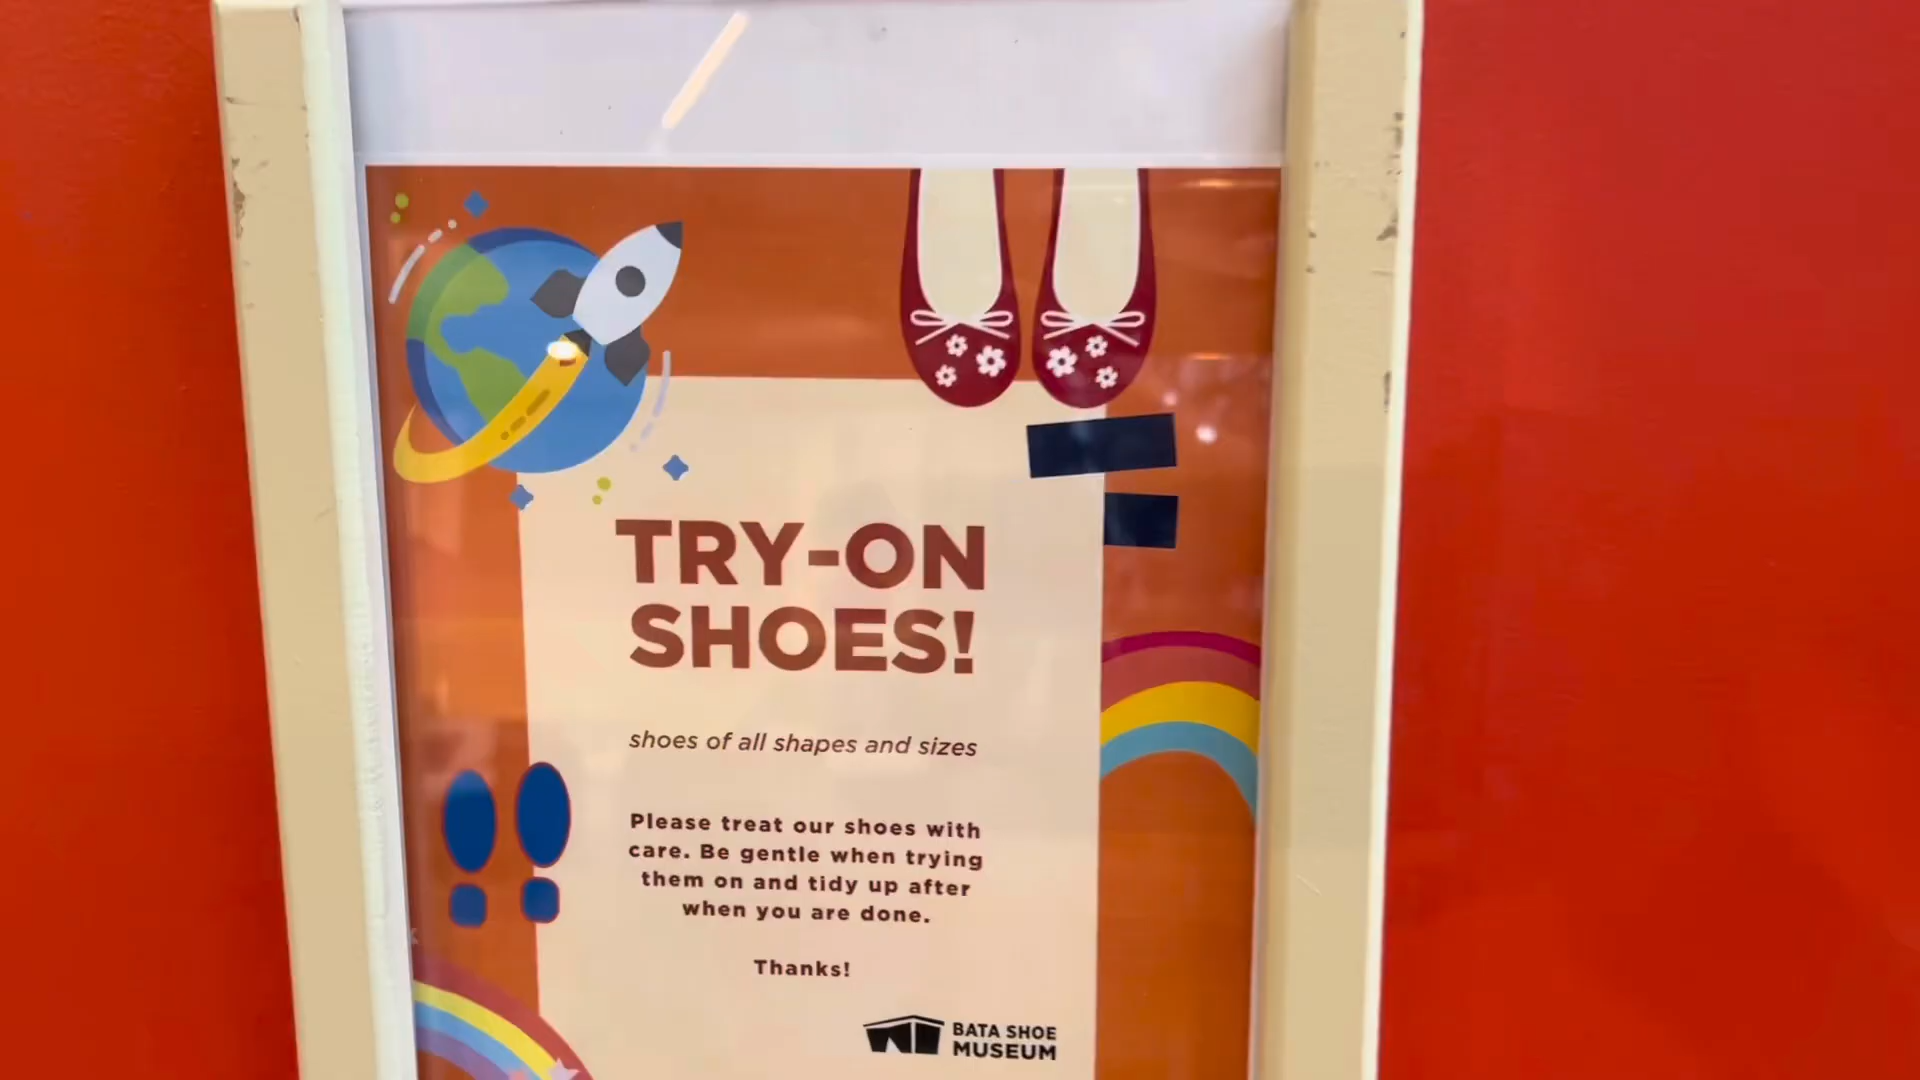 TRY-ON
SHOES!
shoes of all shapes and sizes
Please treat our shoes with
care. Be gentle when trying
them on and tidy up after
when you are done.
Thanks!
BATA SHOE
MUSEUM